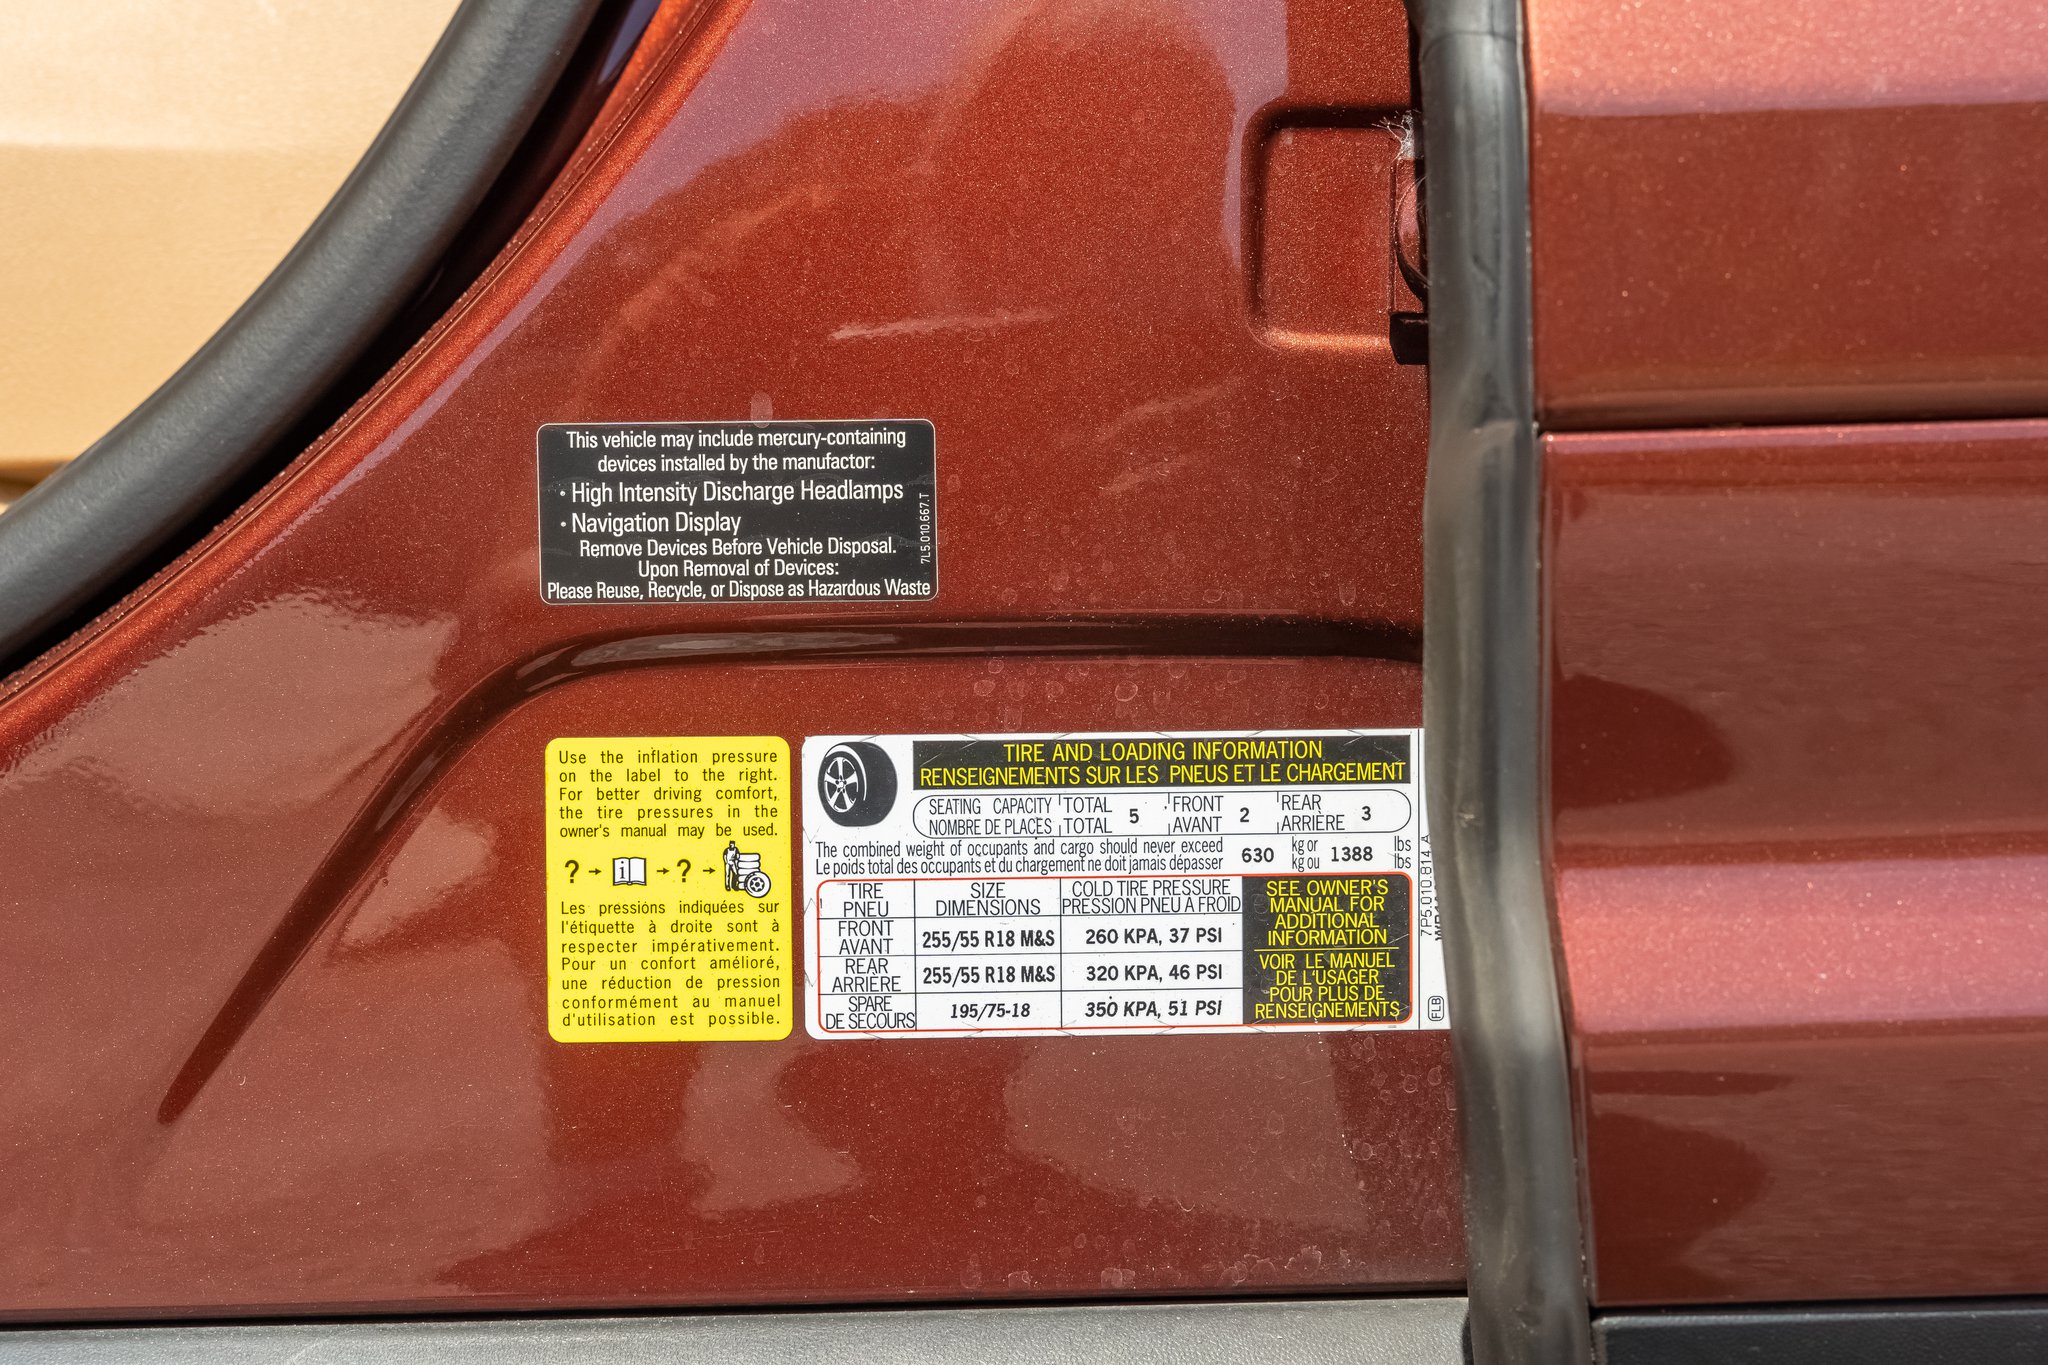 This vehicle may include mercury-containing
devices installed by the manufactor:
· High Intensity Discharge Headlamps
· Navigation Display
Remove Devices Before Vehicle Disposal.
Upon Removal of Devices:
Please Reuse, Recycle, or Dispose as Hazardous Waste
7L5.010.667.T
Use the inflation pressure
on the label to the right.
For better driving comfort,
the tire pressures in the
owner's manual may be used.
? → i → ? →
Les pressions indiquées sur
l'étiquette à droite sont à
respecter impérativement.
Pour un confort amélioré,
une réduction de pression
conformément au manuel
d'utilisation est possible.
TIRE AND LOADING INFORMATION
RENSEIGNEMENTS SUR LES PNEUS ET LE CHARGEMENT
SEATING CAPACITY TOTAL 5 FRONT 2 REAR 3
NOMBRE DE PLACES TOTAL AVANT ARRIÈRE
The combined weight of occupants and cargo should never exceed 630 kg or 1388 lbs
Le poids total des occupants et du chargement ne doit jamais dépasser kg ou lbs
TIRE SIZE COLD TIRE PRESSURE
PNEU DIMENSIONS PRESSION PNEU A FROID
FRONT AVANT 255/55 R18 M&S 260 KPA, 37 PSI
REAR ARRIÈRE 255/55 R18 M&S 320 KPA, 46 PSI
SPARE DE SECOURS 195/75-18 350 KPA, 51 PSI
SEE OWNER'S
MANUAL FOR
ADDITIONAL
INFORMATION
VOIR LE MANUEL
DE L'USAGER
POUR PLUS DE
RENSEIGNEMENTS
7P5.010.814.A
FLB